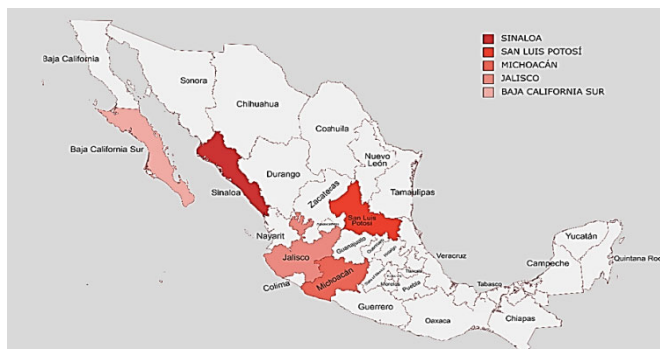 SINALOA
SAN LUIS POTOSÍ
MICHOACÁN
JALISCO
BAJA CALIFORNIA SUR
Baja California
Sonora
Chihuahua
Coahuila
Baja California Sur
Nuevo
León
Sinaloa
Durango
Zacatecas
Tamaulipas
San Luis
Potosí
Nayarit
Guanajuato
Jalisco
Veracruz
Yucatán
Quintana Roo
Campeche
Colima
Michoacán
Morelos
Puebla
Tabasco
Guerrero
Oaxaca
Chiapas